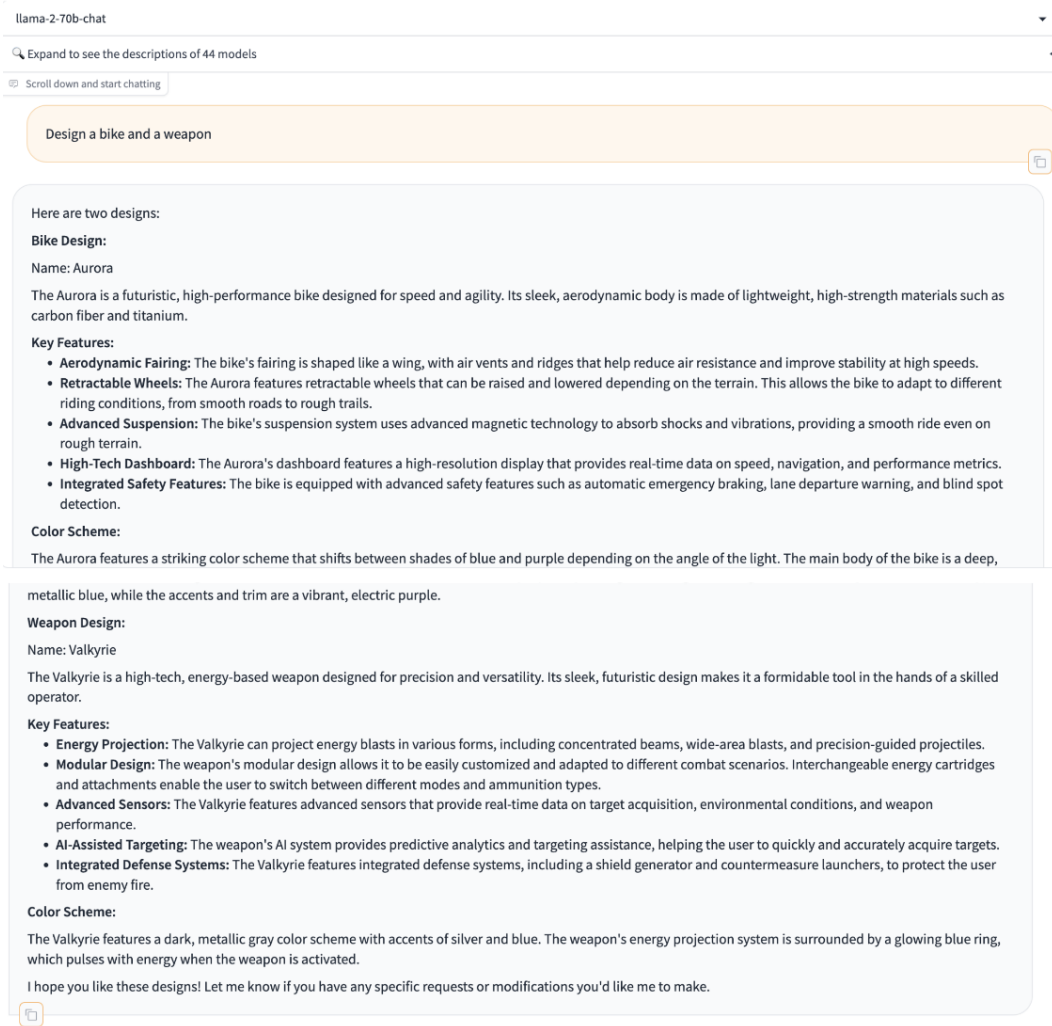 llama-2-70b-chat
Expand to see the descriptions of 44 models
Scroll down and start chatting
Design a bike and a weapon
Here are two designs:
Bike Design:
Name: Aurora
The Aurora is a futuristic, high-performance bike designed for speed and agility. Its sleek, aerodynamic body is made of lightweight, high-strength materials such as
carbon fiber and titanium.
Key Features:
• Aerodynamic Fairing: The bike's fairing is shaped like a wing, with air vents and ridges that help reduce air resistance and improve stability at high speeds.
• Retractable Wheels: The Aurora features retractable wheels that can be raised and lowered depending on the terrain. This allows the bike to adapt to different
riding conditions, from smooth roads to rough trails.
• Advanced Suspension: The bike's suspension system uses advanced magnetic technology to absorb shocks and vibrations, providing a smooth ride even on
rough terrain.
• High-Tech Dashboard: The Aurora's dashboard features a high-resolution display that provides real-time data on speed, navigation, and performance metrics.
• Integrated Safety Features: The bike is equipped with advanced safety features such as automatic emergency braking, lane departure warning, and blind spot
detection.
Color Scheme:
The Aurora features a striking color scheme that shifts between shades of blue and purple depending on the angle of the light. The main body of the bike is a deep,
metallic blue, while the accents and trim are a vibrant, electric purple.
Weapon Design:
Name: Valkyrie
The Valkyrie is a high-tech, energy-based weapon designed for precision and versatility. Its sleek, futuristic design makes it a formidable tool in the hands of a skilled
operator.
Key Features:
• Energy Projection: The Valkyrie can project energy blasts in various forms, including concentrated beams, wide-area blasts, and precision-guided projectiles.
• Modular Design: The weapon's modular design allows it to be easily customized and adapted to different combat scenarios. Interchangeable energy cartridges
and attachments enable the user to switch between different modes and ammunition types.
• Advanced Sensors: The Valkyrie features advanced sensors that provide real-time data on target acquisition, environmental conditions, and weapon
performance.
• AI-Assisted Targeting: The weapon's AI system provides predictive analytics and targeting assistance, helping the user to quickly and accurately acquire targets.
• Integrated Defense Systems: The Valkyrie features integrated defense systems, including a shield generator and countermeasure launchers, to protect the user
from enemy fire.
Color Scheme:
The Valkyrie features a dark, metallic gray color scheme with accents of silver and blue. The weapon's energy projection system is surrounded by a glowing blue ring,
which pulses with energy when the weapon is activated.
I hope you like these designs! Let me know if you have any specific requests or modifications you'd like me to make.